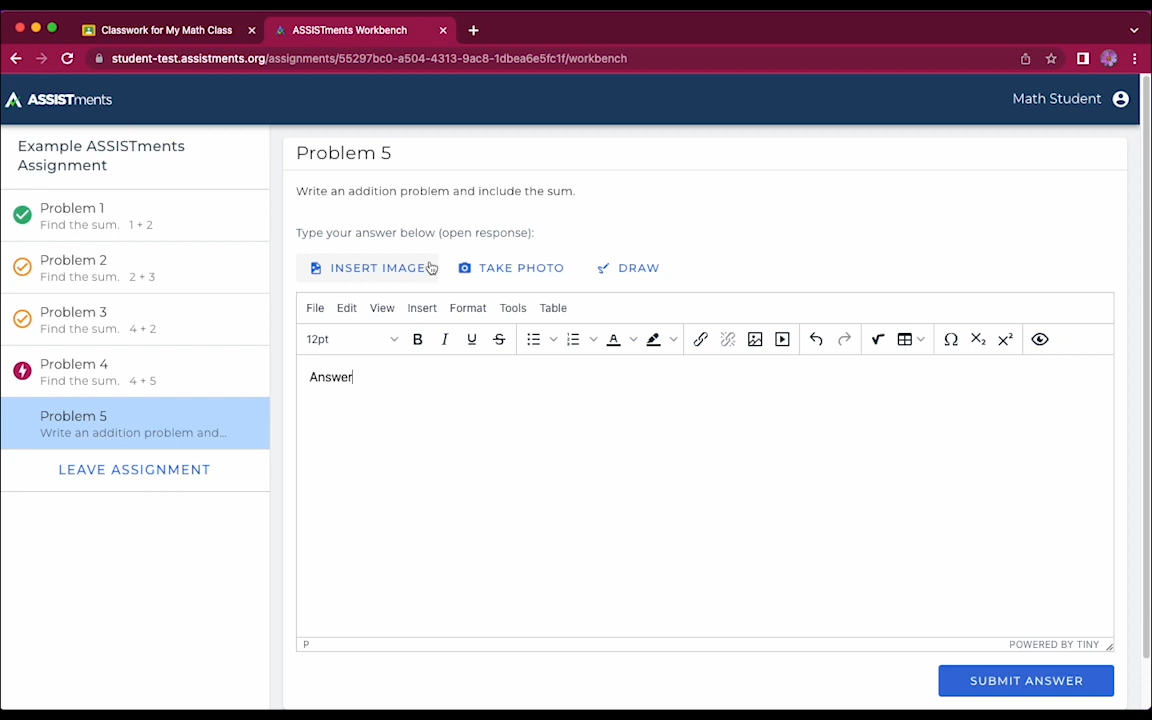 Classwork for My Math Class
ASSISTments Workbench
student-test.assistments.org/assignments/55297bc0-a504-4313-9ac8-1dbea6e5fc1f/workbench
ASSISTments
Math Student
Example ASSISTments
Assignment
Problem 1
Find the sum. 1 + 2
Problem 2
Find the sum. 2 + 3
Problem 3
Find the sum. 4 + 2
Problem 4
Find the sum. 4 + 5
Problem 5
Write an addition problem and...
LEAVE ASSIGNMENT
Problem 5
Write an addition problem and include the sum.
Type your answer below (open response):
INSERT IMAGE TAKE PHOTO DRAW
File Edit View Insert Format Tools Table
12pt B I U S A Ω X₂ X²
Answer
P POWERED BY TINY
SUBMIT ANSWER